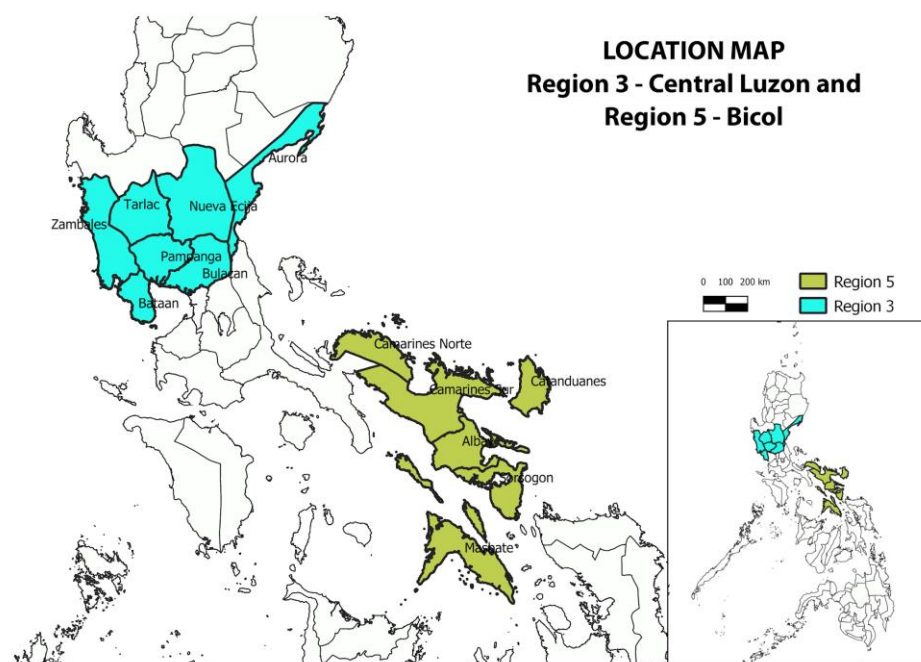 LOCATION MAP
Region 3 - Central Luzon and
Region 5 - Bicol
Aurora
Tarlac
Nueva Ecija
Zambales
Pampanga
Bulacan
Bataan
0 100 200 km
Region 5
Region 3
Camarines Norte
Camarines Sur
Catanduanes
Albay
Sorsogon
Masbate